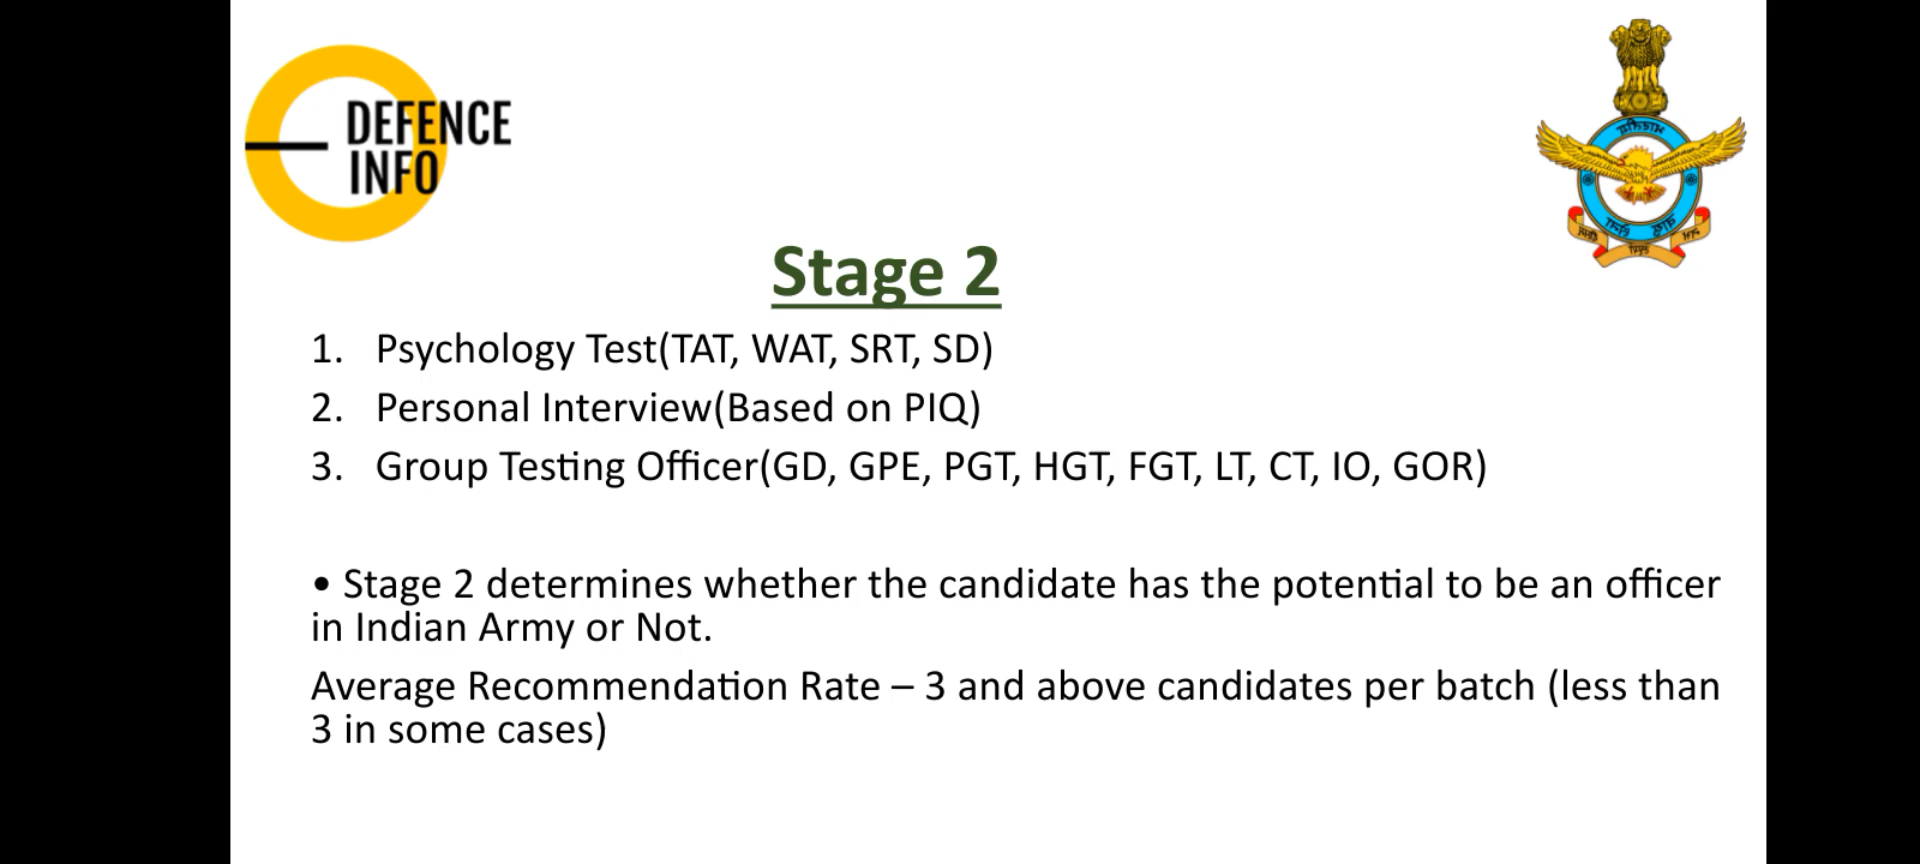 DEFENCE
INFO
Stage 2
1. Psychology Test(TAT, WAT, SRT, SD)
2. Personal Interview(Based on PIQ)
3. Group Testing Officer(GD, GPE, PGT, HGT, FGT, LT, CT, IO, GOR)
• Stage 2 determines whether the candidate has the potential to be an officer
in Indian Army or Not.
Average Recommendation Rate – 3 and above candidates per batch (less than
3 in some cases)